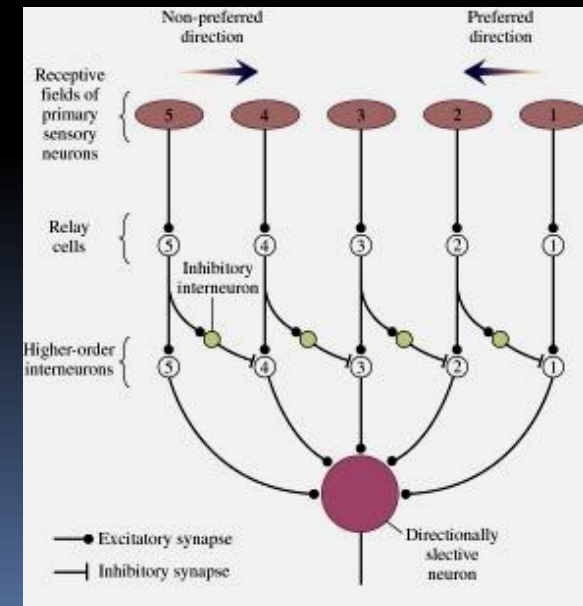 Non-preferred
direction
Preferred
direction
Receptive
fields of
primary
sensory
neurons
5 4 3 2 1
Relay
cells
5 4 3 2 1
Inhibitory
interneuron
Higher-order
interneurons
5 4 3 2 1
Excitatory synapse
Inhibitory synapse
Directionally
slective
neuron